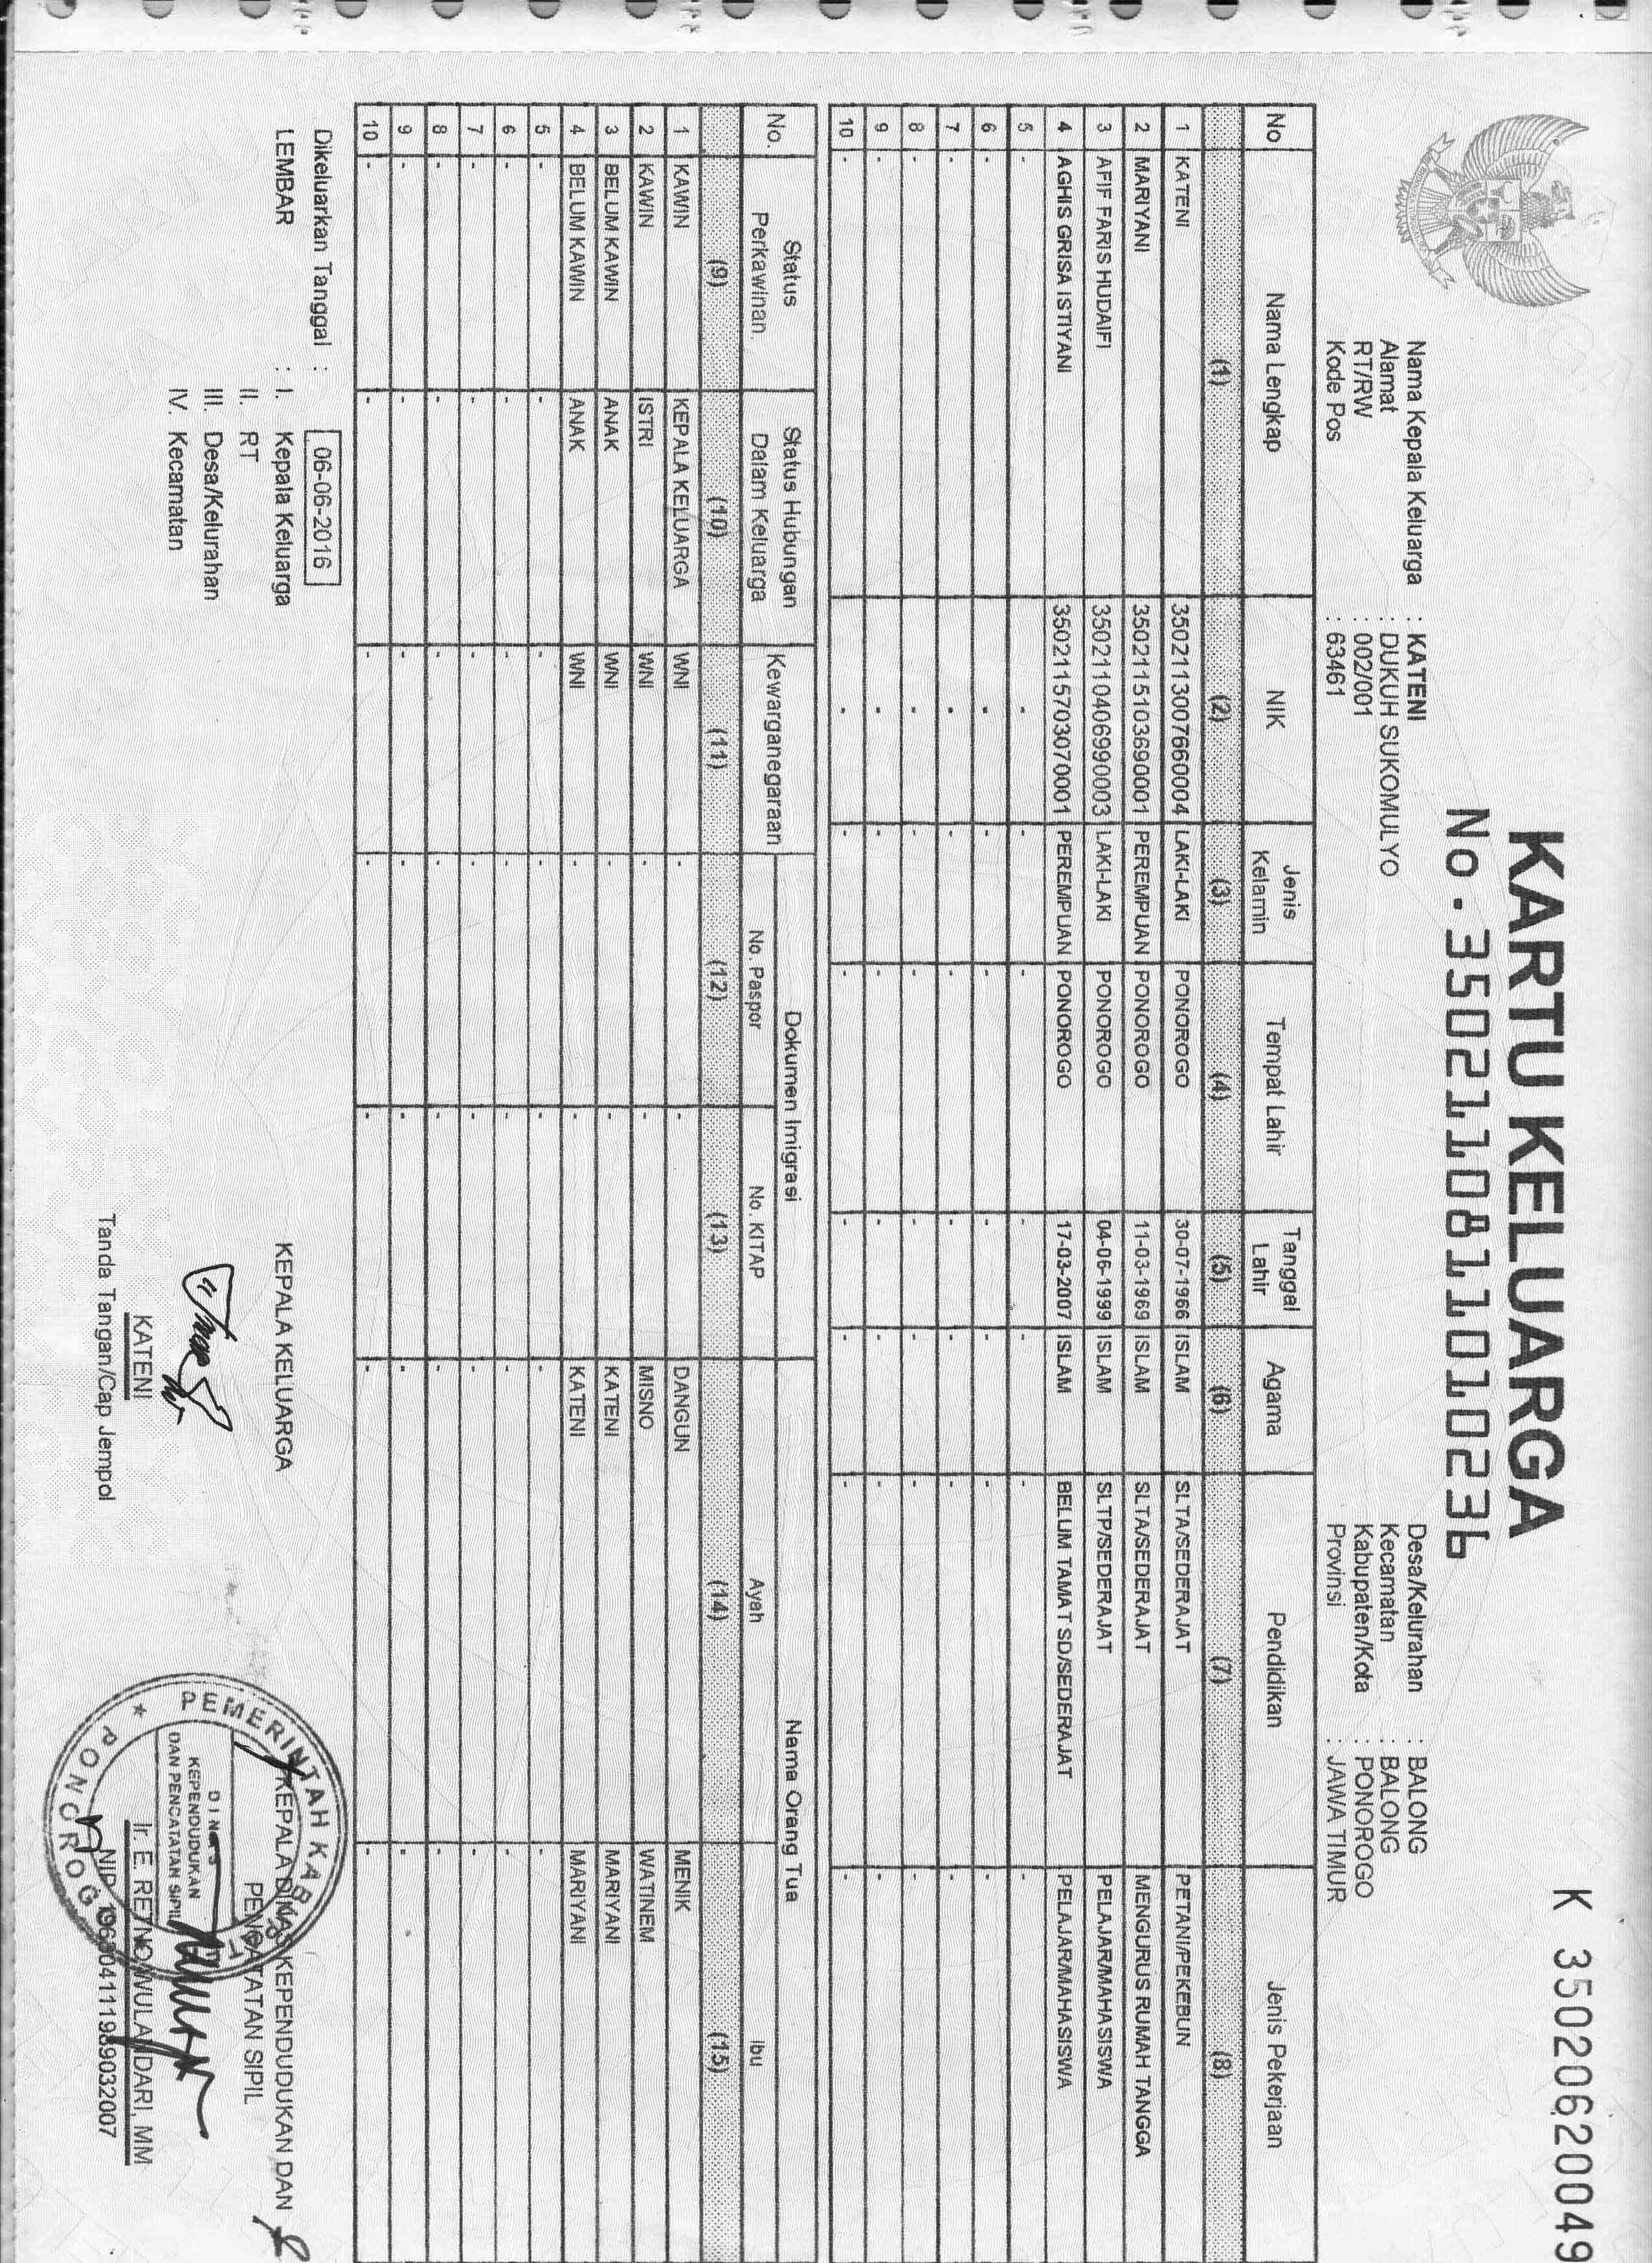 K 3502062004​9
KARTU KELUARGA
No. 3502110811010236
Nama Kepala Keluarga : KATENI
Alamat : DUKUH SUKOMULYO
RT/RW : 002/001
Kode Pos : 63461
Desa/Kelurahan : BALONG
Kecamatan : BALONG
Kabupaten/Kota : PONOROGO
Provinsi : JAWA TIMUR
No Nama Lengkap NIK Jenis Kelamin Tempat Lahir Tanggal Lahir Agama Pendidikan Jenis Pekerjaan
(1) (2) (3) (4) (5) (6) (7) (8)
1 KATENI 3502113007660004 LAKI-LAKI PONOROGO 30-07-1966 ISLAM SLTA/SEDERAJAT PETANI/PEKEBUN
2 MARIYANI 3502115103690001 PEREMPUAN PONOROGO 11-03-1969 ISLAM SLTA/SEDERAJAT MENGURUS RUMAH TANGGA
3 AFIF FARIS HUDAIFI 3502110406990003 LAKI-LAKI PONOROGO 04-06-1999 ISLAM SLTP/SEDERAJAT PELAJAR/MAHASISWA
4 AGHIS GRISA ISTIYANI 3502115703070001 PEREMPUAN PONOROGO 17-03-2007 ISLAM BELUM TAMAT SD/SEDERAJAT PELAJAR/MAHASISWA
5 - - - - - - - -
6 - - - - - - - -
7 - - - - - - - -
8 - - - - - - - -
9 - - - - - - - -
10 - - - - - - - -
No. Status Perkawinan Status Hubungan Dalam Keluarga Kewarganegaraan Dokumen Imigrasi Nama Orang Tua
No. Paspor No. KITAP Ayah Ibu
(9) (10) (11) (12) (13) (14) (15)
1 KAWIN KEPALA KELUARGA WNI - - DANGUN MENIK
2 KAWIN ISTRI WNI - - MISNO WATINEM
3 BELUM KAWIN ANAK WNI - - KATENI MARIYANI
4 BELUM KAWIN ANAK WNI - - KATENI MARIYANI
5 - - - - - - -
6 - - - - - - -
7 - - - - - - -
8 - - - - - - -
9 - - - - - - -
10 - - - - - - -
Dikeluarkan Tanggal : 06-06-2016
LEMBAR : I. Kepala Keluarga
II. RT
III. Desa/Kelurahan
IV. Kecamatan
KEPALA KELUARGA
KATENI
Tanda Tangan/Cap Jempol
KEPALA DINAS KEPENDUDUKAN DAN
PENCATATAN SIPIL
PEMERINTAH KABUPATEN
PONOROGO
DINAS
KEPENDUDUKAN
DAN PENCATATAN SIPIL
Ir. E. RETNO WULANDARI, MM
NIP. 196304111989032007